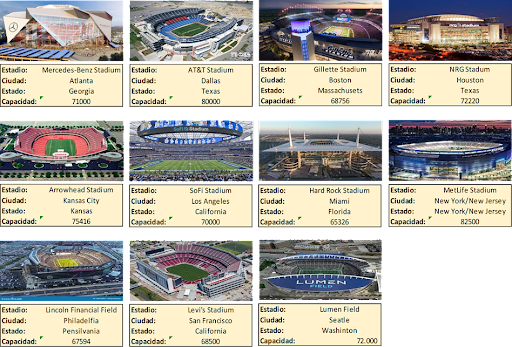 Estadio: Mercedes-Benz Stadium
Ciudad: Atlanta
Estado: Georgia
Capacidad: 71000
Estadio: AT&T Stadium
Ciudad: Dallas
Estado: Texas
Capacidad: 80000
Estadio: Gillette Stadium
Ciudad: Boston
Estado: Massachusets
Capacidad: 68756
Estadio: NRG Stadum
Ciudad: Houston
Estado: Texas
Capacidad: 72220
SoFi Stadium
Estadio: Arrowhead Stadium
Ciudad: Kansas City
Estado: Kansas
Capacidad: 75416
Estadio: SoFi Stadium
Ciudad: Los Angeles
Estado: California
Capacidad: 70000
Estadio: Hard Rock Stadium
Ciudad: Miami
Estado: Florida
Capacidad: 65326
Estadio: MetLife Stadium
Ciudad: New York/New Jersey
Estado: New York/New Jersey
Capacidad: 82500
LUMEN
FIELD
Estadio: Lincoln Financial Field
Ciudad: Philadelfia
Estado: Pensilvania
Capacidad: 67594
Estadio: Levi's Stadium
Ciudad: San Francisco
Estado: California
Capacidad: 68500
Estadio: Lumen Field
Ciudad: Seatle
Estado: Washinton
Capacidad: 72.000